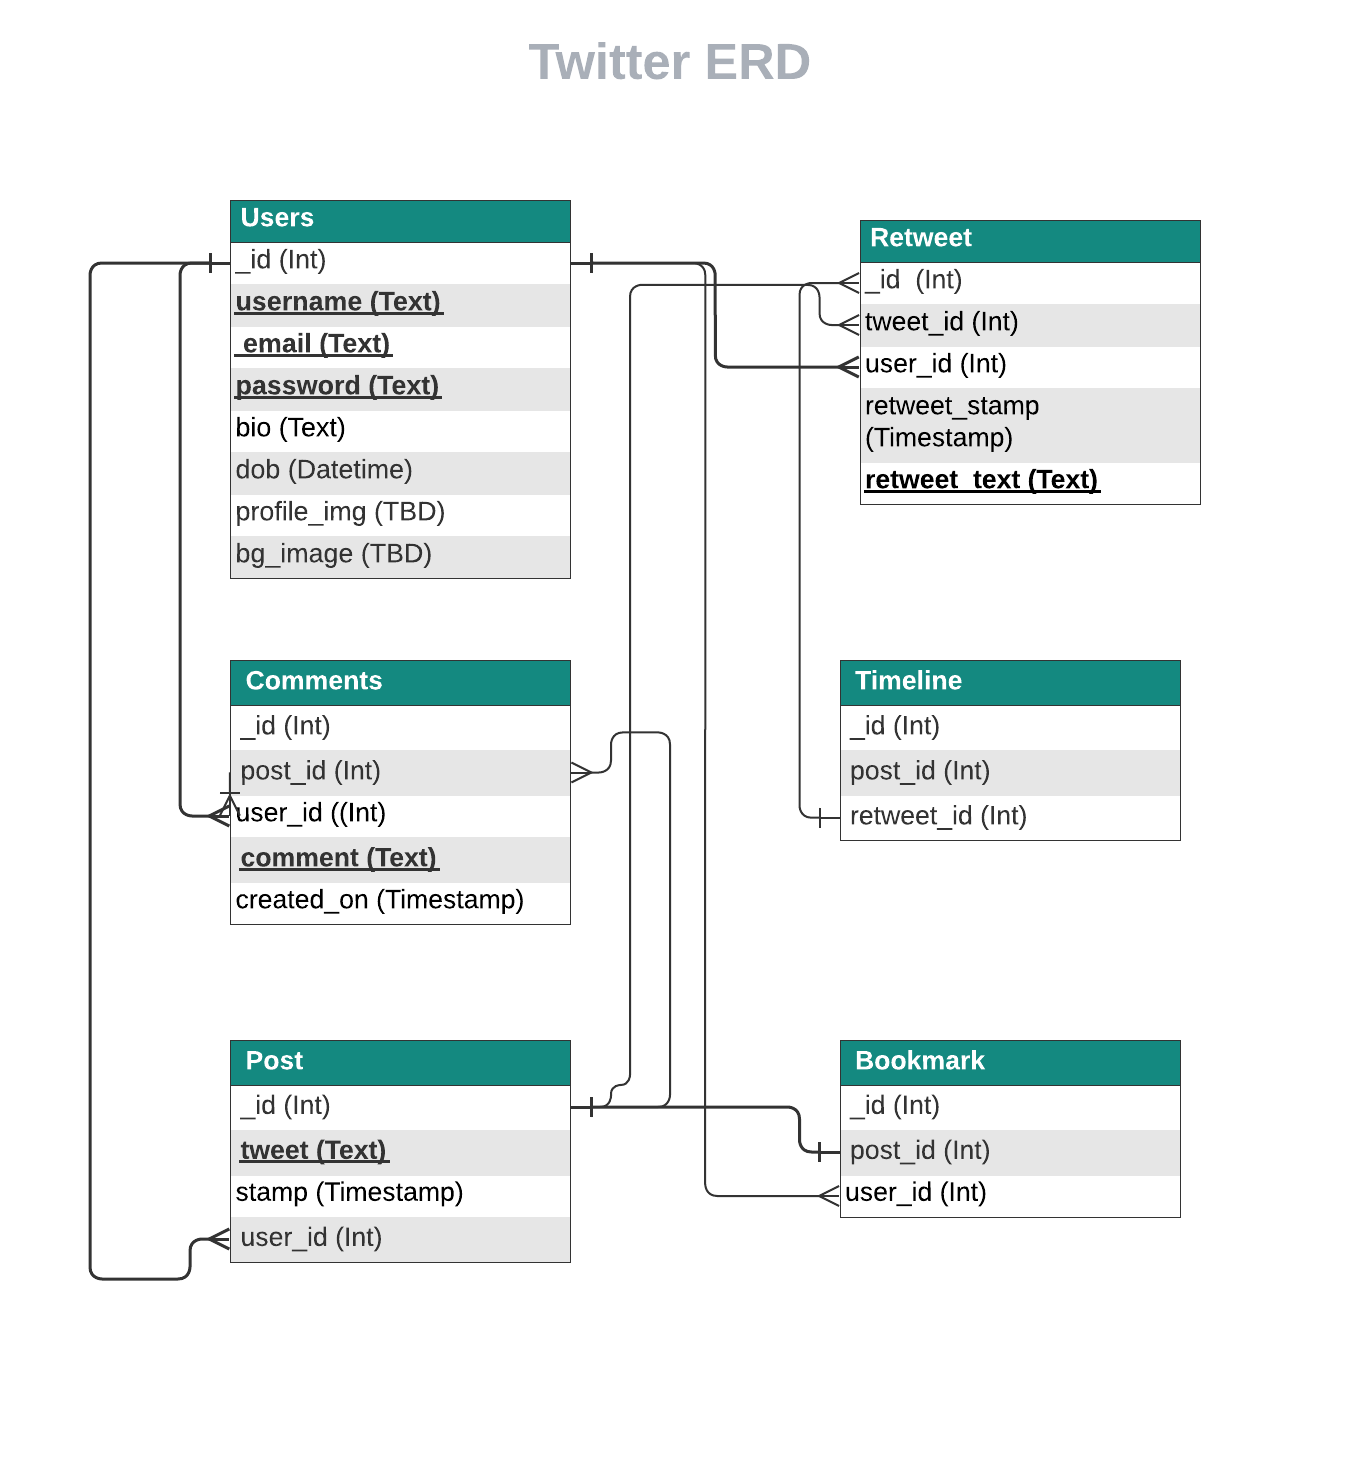 Twitter ERD
Users
_id (Int)
username (Text)
email (Text)
password (Text)
bio (Text)
dob (Datetime)
profile_img (TBD)
bg_image (TBD)
Retweet
_id  (Int)
tweet_id (Int)
user_id (Int)
retweet_stamp
(Timestamp)
retweet_text (Text)
Comments
_id (Int)
post_id (Int)
user_id ((Int)
comment (Text)
created_on (Timestamp)
Timeline
_id (Int)
post_id (Int)
retweet_id (Int)
Post
_id (Int)
tweet (Text)
stamp (Timestamp)
user_id (Int)
Bookmark
_id (Int)
post_id (Int)
user_id (Int)